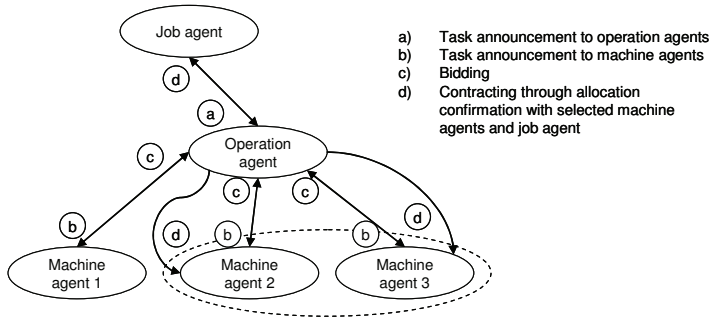 Job agent
a) Task announcement to operation agents
b) Task announcement to machine agents
c) Bidding
d) Contracting through allocation
confirmation with selected machine
agents and job agent
d
a
Operation
agent
c
c
c
b
d
b
b
d
Machine
agent 1
Machine
agent 2
Machine
agent 3